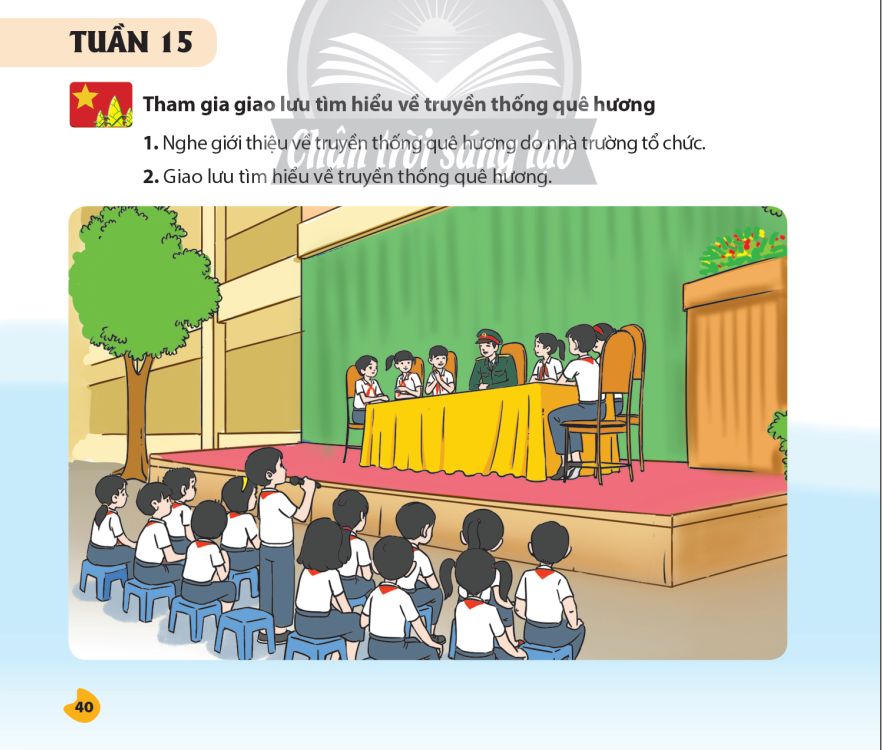 TUẦN 15
Tham gia giao lưu tìm hiểu về truyền thống quê hương
1. Nghe giới thiệu về truyền thống quê hương do nhà trường tổ chức.
Chân trời sáng tạo
2. Giao lưu tìm hiểu về truyền thống quê hương.
40